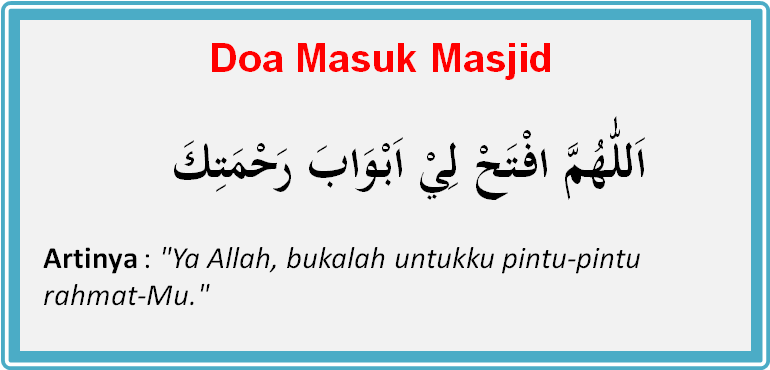 Doa Masuk Masjid
اَللّٰهُمَّ افْتَحْ لِيْ اَبْوَابَ رَحْمَتِكَ
Artinya : "Ya Allah, bukalah untukku pintu-pintu
rahmat-Mu."